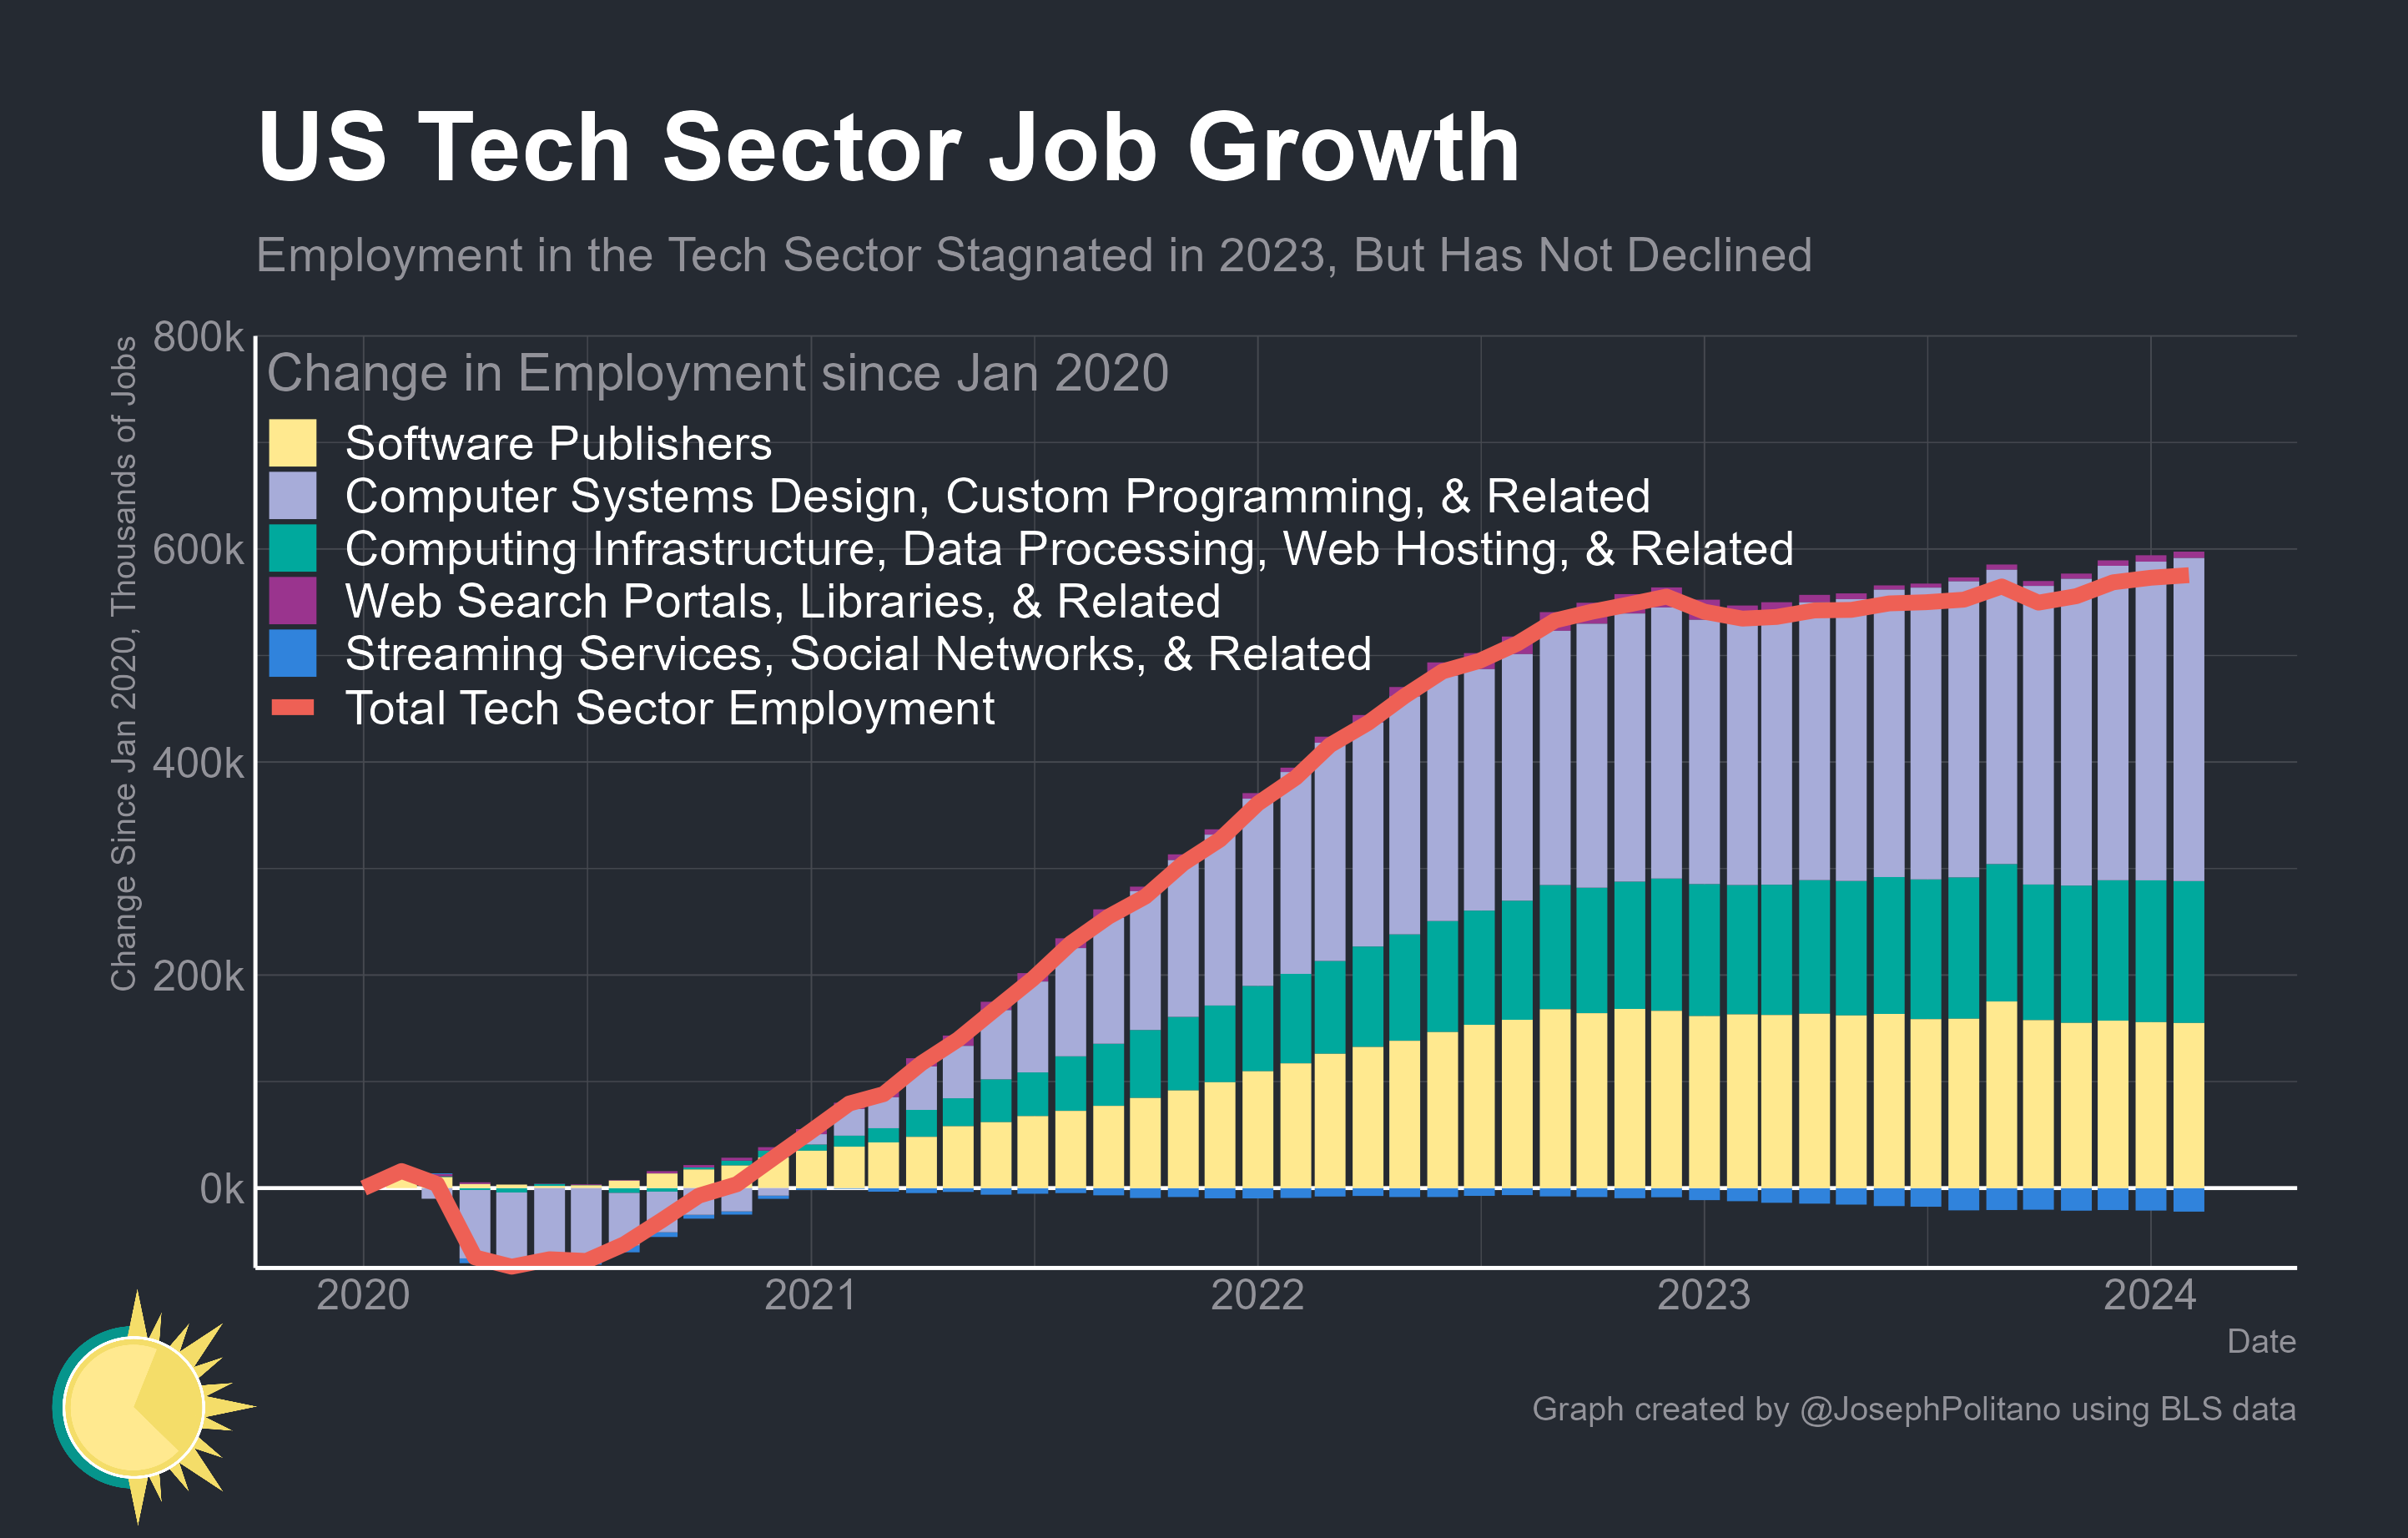 US Tech Sector Job Growth
Employment in the Tech Sector Stagnated in 2023, But Has Not Declined
Change Since Jan 2020, Thousands of Jobs
800k
600k
400k
200k
0k
Change in Employment since Jan 2020
Software Publishers
Computer Systems Design, Custom Programming, & Related
Computing Infrastructure, Data Processing, Web Hosting, & Related
Web Search Portals, Libraries, & Related
Streaming Services, Social Networks, & Related
Total Tech Sector Employment
2020 2021 2022 2023 2024
Date
Graph created by @JosephPolitano using BLS data